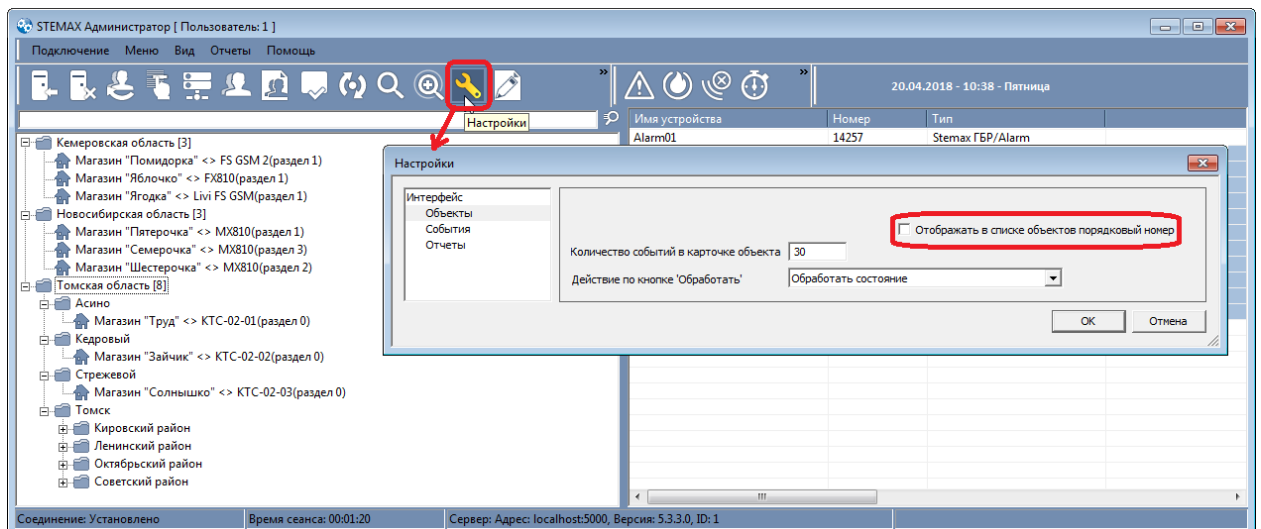 STEMAX Администратор [ Пользователь: 1 ]
Подключение Меню Вид Отчеты Помощь
» » 20.04.2018 - 10:38 - Пятница
Настройки
Имя устройства Номер Тип
Alarm01 14257 Stemax ГБР/Alarm
Кемеровская область [3]
Магазин "Помидорка" <> FS GSM 2(раздел 1)
Магазин "Яблочко" <> FX810(раздел 1)
Магазин "Ягодка" <> Livi FS GSM(раздел 1)
Новосибирская область [3]
Магазин "Пятерочка" <> MX810(раздел 1)
Магазин "Семерочка" <> MX810(раздел 3)
Магазин "Шестерочка" <> MX810(раздел 2)
Томская область [8]
Асино
Магазин "Труд" <> КТС-02-01(раздел 0)
Кедровый
Магазин "Зайчик" <> КТС-02-02(раздел 0)
Стрежевой
Магазин "Солнышко" <> КТС-02-03(раздел 0)
Томск
Кировский район
Ленинский район
Октябрьский район
Советский район
Настройки
Интерфейс
Объекты
События
Отчеты
Отображать в списке объектов порядковый номер
Количество событий в карточке объекта 30
Действие по кнопке 'Обработать' Обработать состояние
ОК Отмена
Соединение: Установлено Время сеанса: 00:01:20 Сервер: Адрес: localhost:5000, Версия: 5.3.3.0, ID: 1